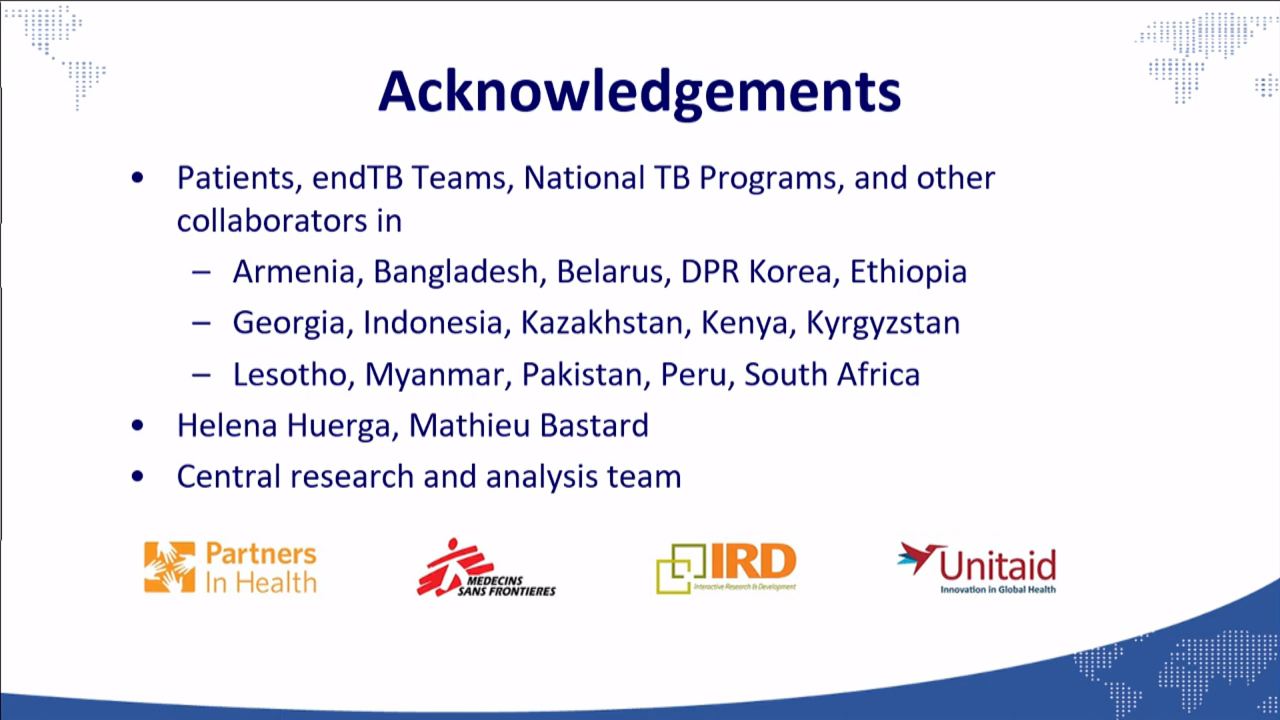 Acknowledgements
• Patients, endTB Teams, National TB Programs, and other
collaborators in
– Armenia, Bangladesh, Belarus, DPR Korea, Ethiopia
– Georgia, Indonesia, Kazakhstan, Kenya, Kyrgyzstan
– Lesotho, Myanmar, Pakistan, Peru, South Africa
• Helena Huerga, Mathieu Bastard
• Central research and analysis team
Partners
In Health
MEDECINS
SANS FRONTIERES
IRD
Interactive Research & Development
Unitaid
Innovation in Global Health